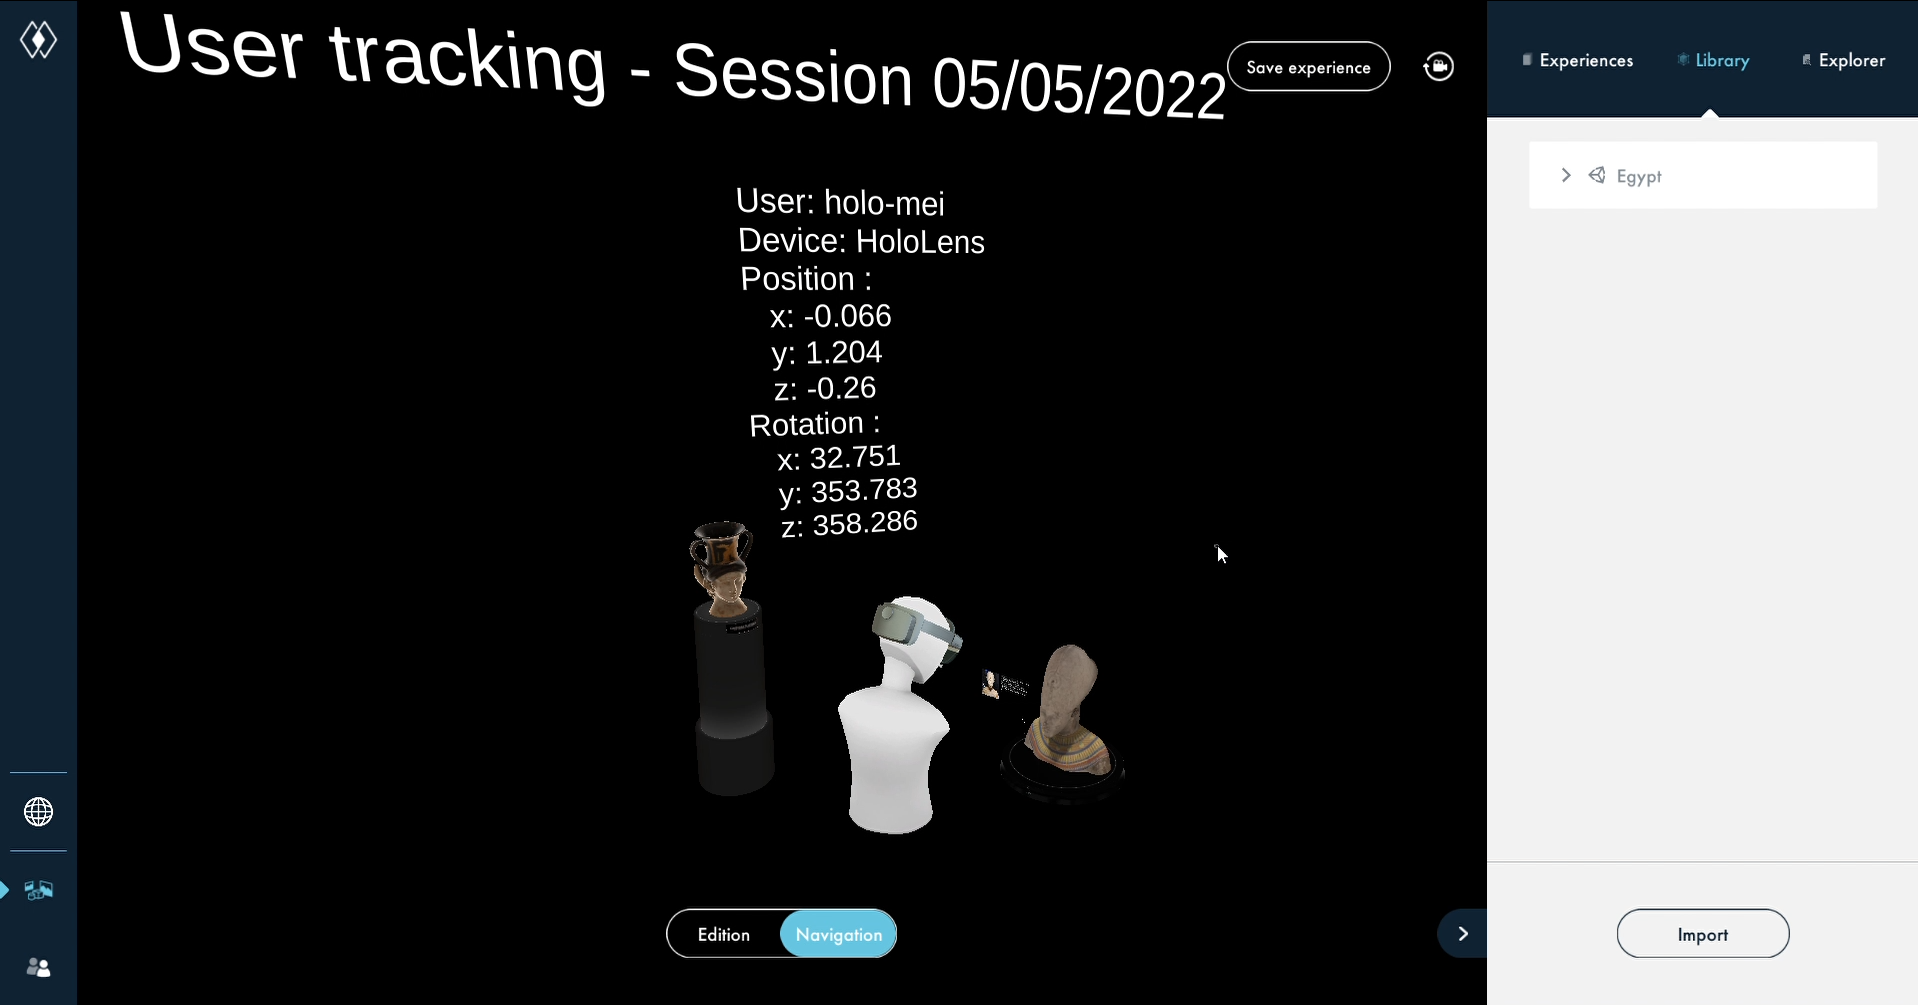 User tracking - Session 05/05/2022
Save experience
Experiences
Library
Explorer
Egypt
User: holo-mei
Device: HoloLens
Position :
x: -0.066
y: 1.204
z: -0.26
Rotation :
x: 32.751
y: 353.783
z: 358.286
Edition
Navigation
Import